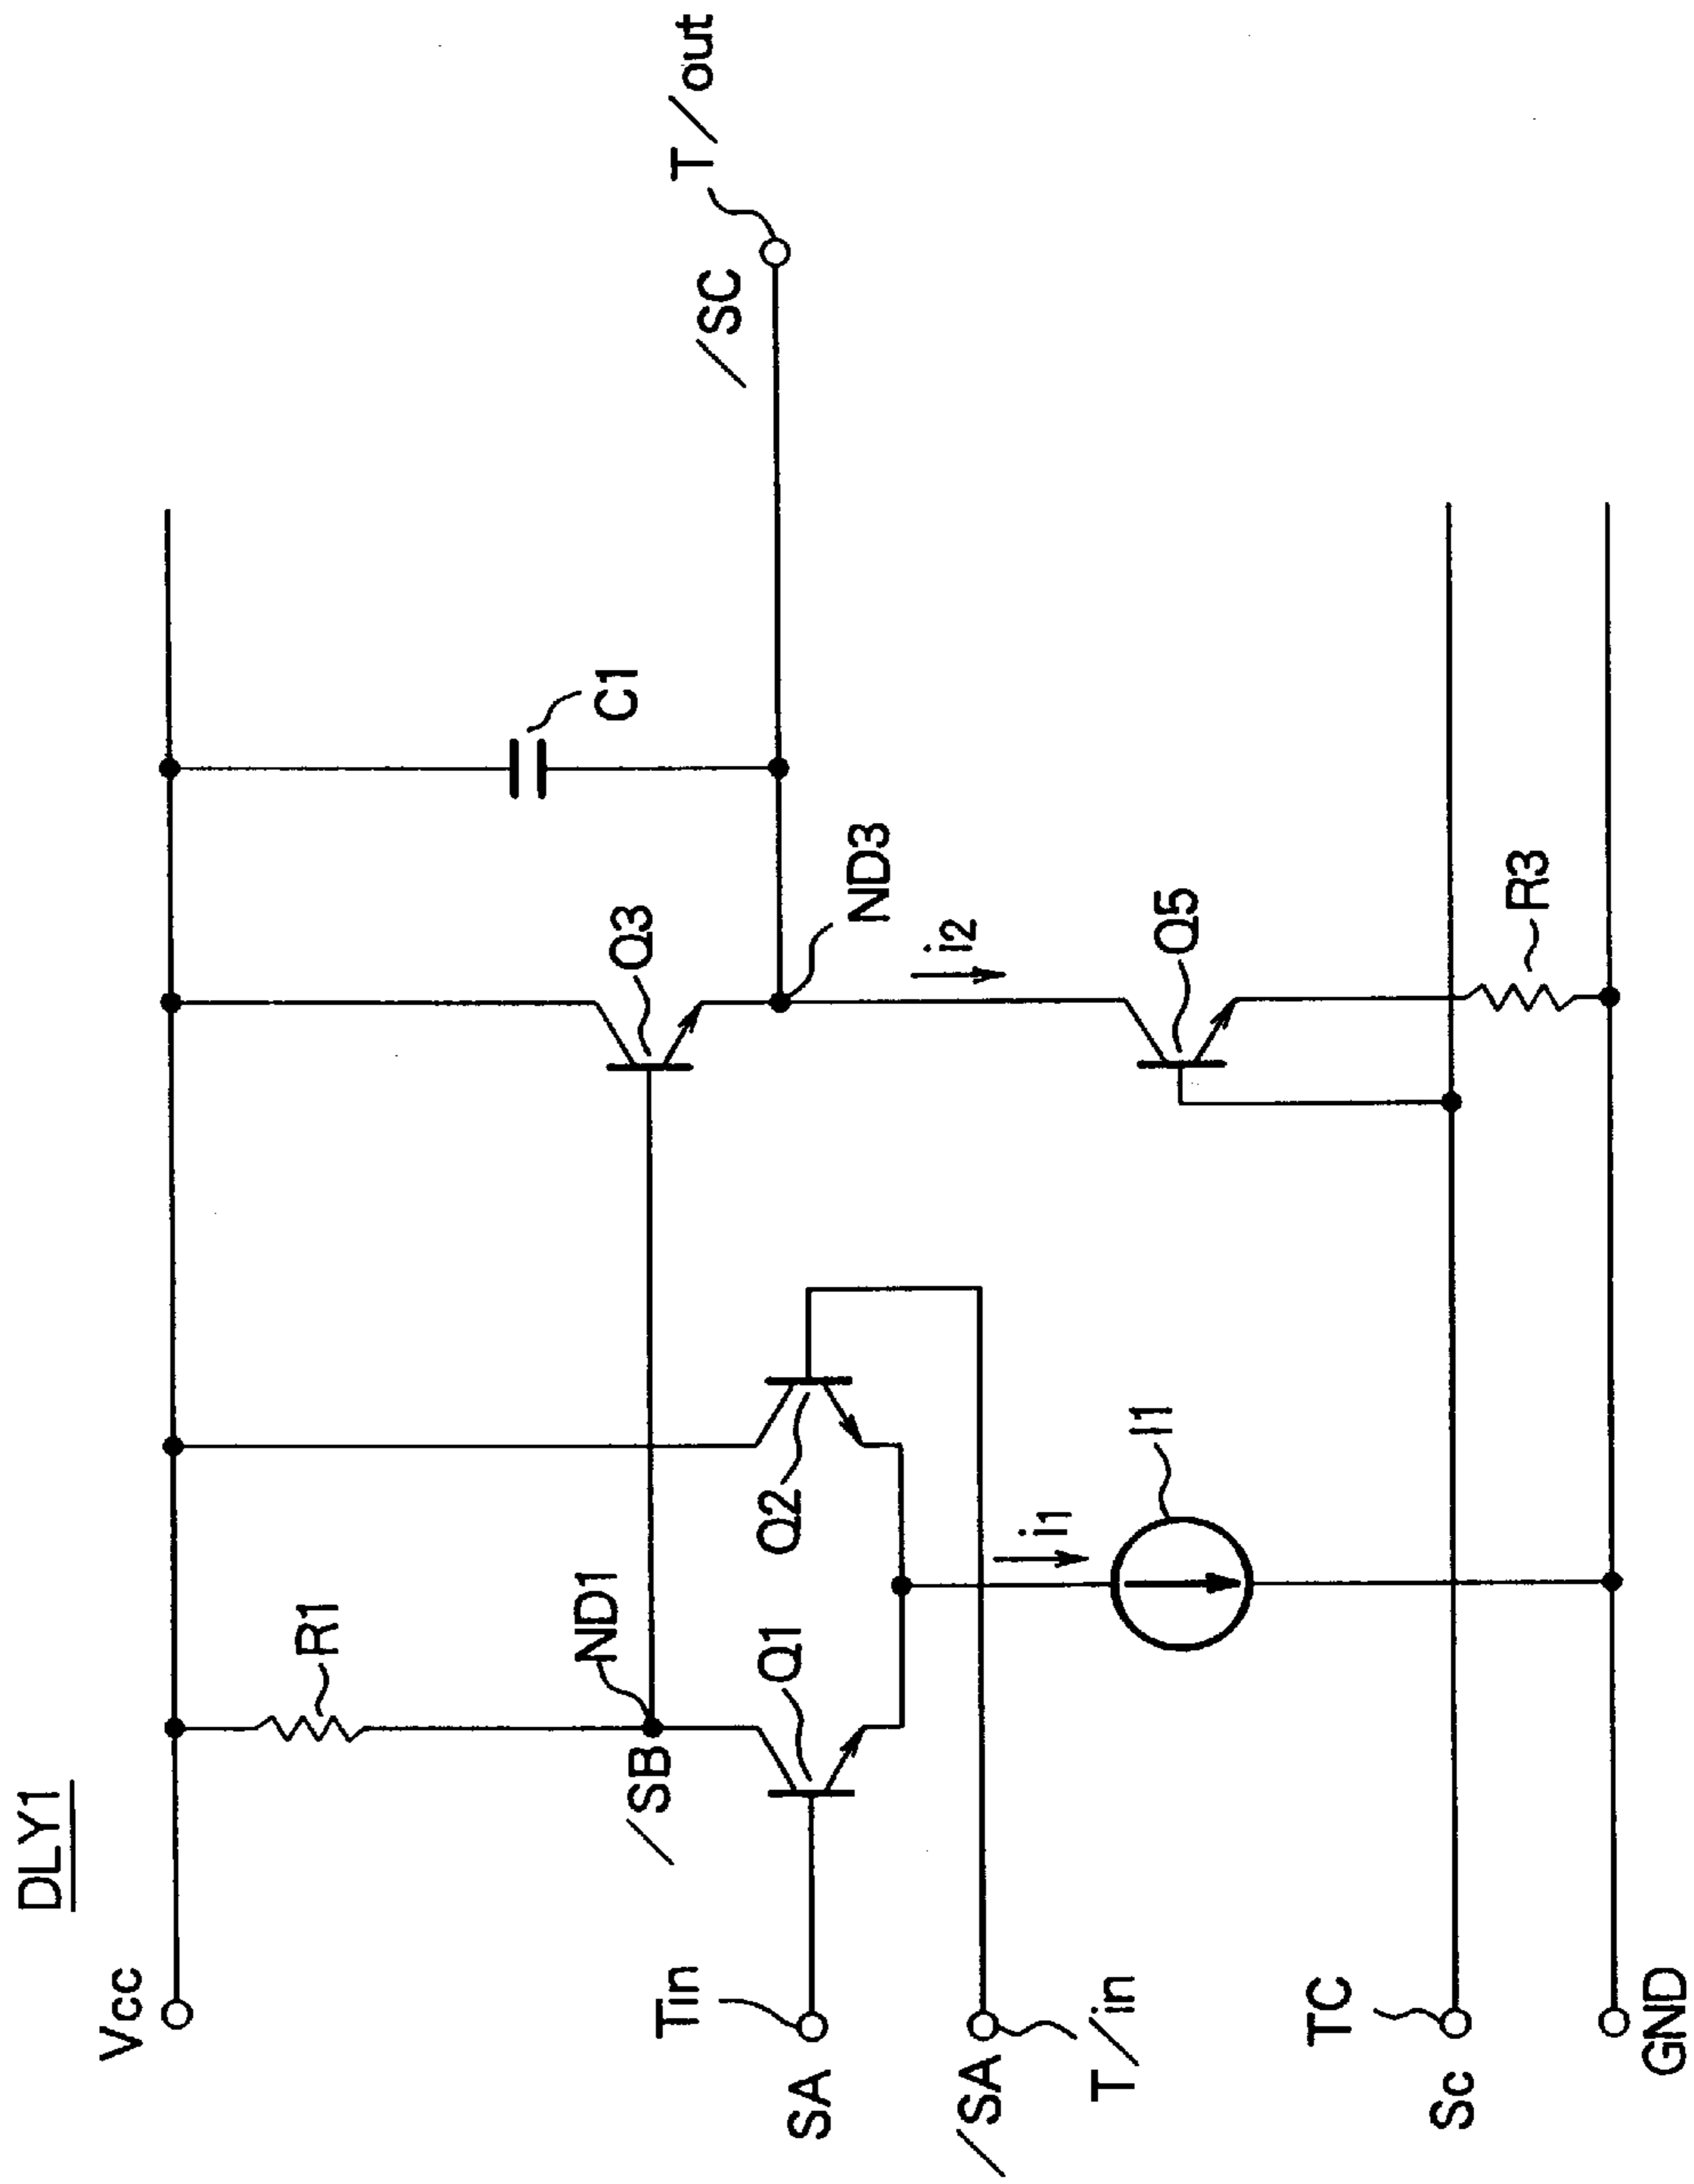 DLY1
Vcc
R1
C1
ND1
/SB
Q3
T/out
/SC
Tin
SA
Q1
Q2
ND3
i2
/SA
T/in
i1
I1
Q5
TC
Sc
R3
GND